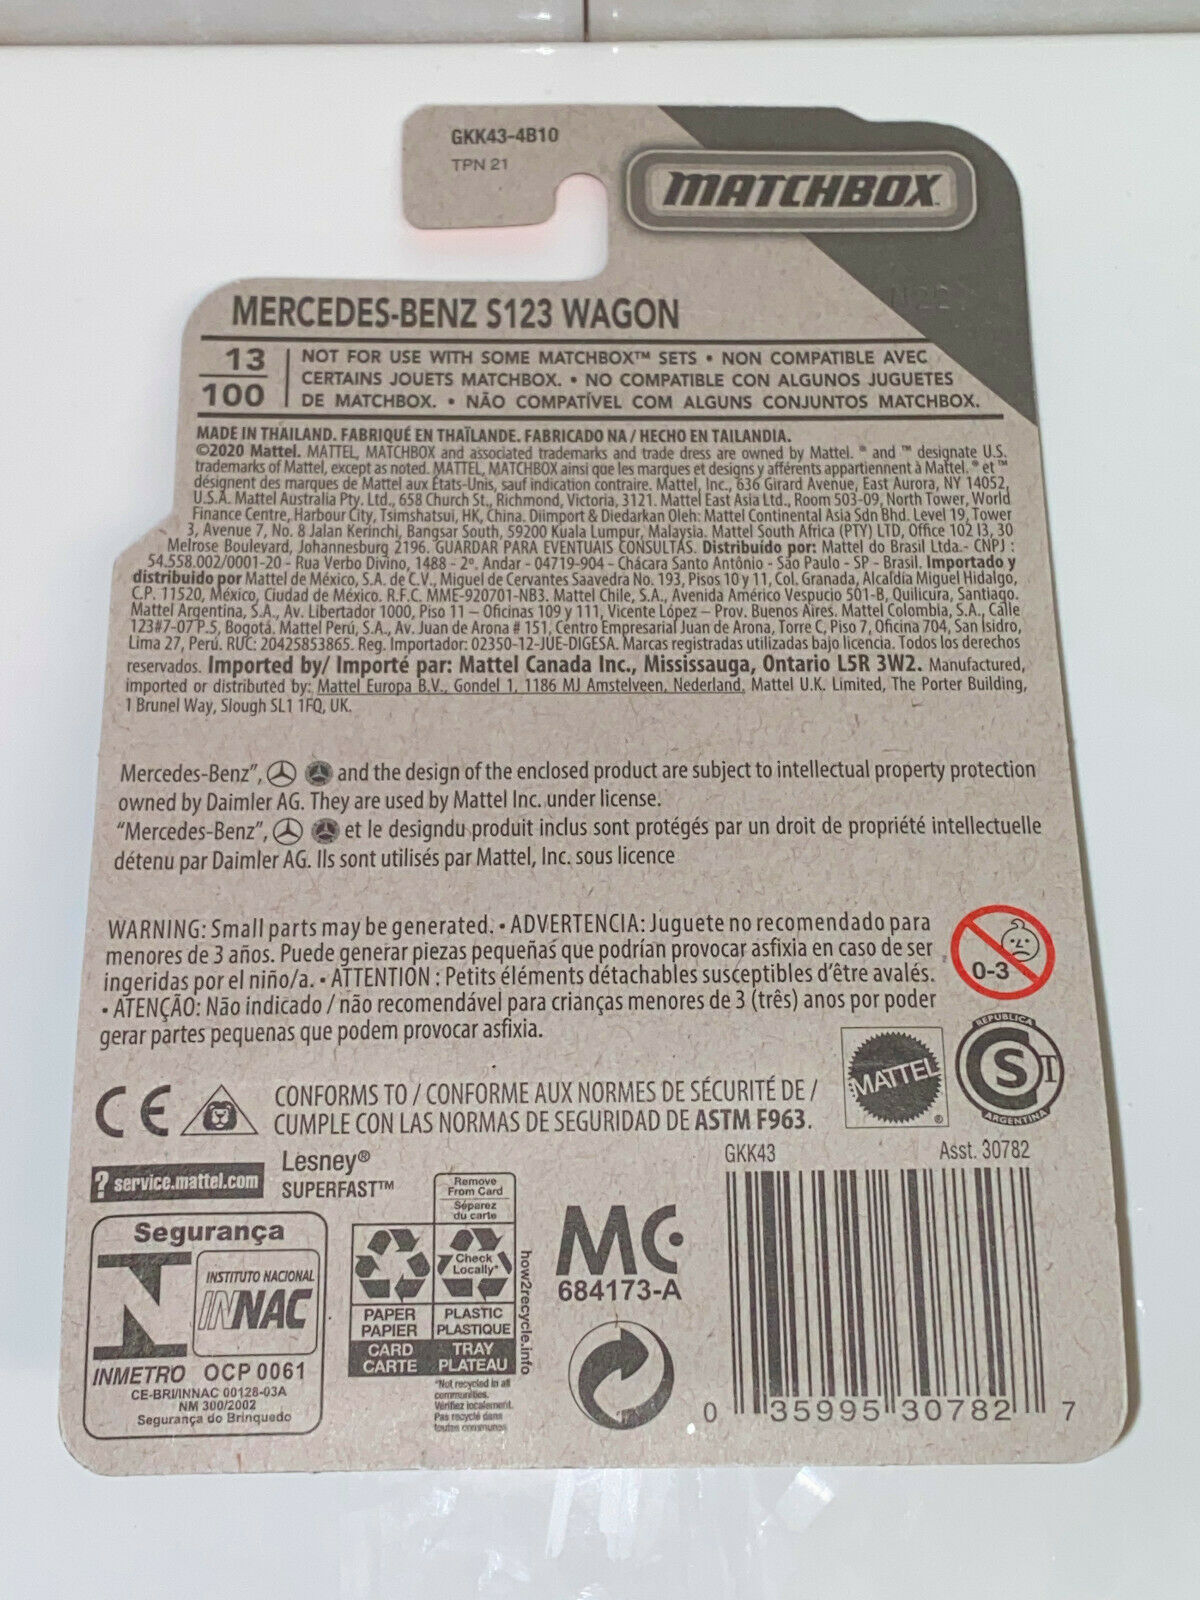 GKK43-4B10
TPN 21
MATCHBOX
MERCEDES-BENZ S123 WAGON
13
100
NOT FOR USE WITH SOME MATCHBOX™ SETS • NON COMPATIBLE AVEC
CERTAINS JOUETS MATCHBOX. • NO COMPATIBLE CON ALGUNOS JUGUETES
DE MATCHBOX. • NÃO COMPATÍVEL COM ALGUNS CONJUNTOS MATCHBOX.
MADE IN THAILAND. FABRIQUÉ EN THAÏLANDE. FABRICADO NA / HECHO EN TAILANDIA.
©2020 Mattel. MATTEL, MATCHBOX and associated trademarks and trade dress are owned by Mattel. ® and ™ designate U.S.
trademarks of Mattel, except as noted. MATTEL, MATCHBOX ainsi que les marques et designs y afférents appartiennent à Mattel. ® et ™
désignent des marques de Mattel aux États-Unis, sauf indication contraire. Mattel, Inc., 636 Girard Avenue, East Aurora, NY 14052,
U.S.A. Mattel Australia Pty. Ltd., 658 Church St., Richmond, Victoria, 3121. Mattel East Asia Ltd., Room 503-09, North Tower, World
Finance Centre, Harbour City, Tsimshatsui, HK, China. Diimport & Diedarkan Oleh: Mattel Continental Asia Sdn Bhd. Level 19, Tower
3, Avenue 7, No. 8 Jalan Kerinchi, Bangsar South, 59200 Kuala Lumpur, Malaysia. Mattel South Africa (PTY) LTD, Office 102 I3, 30
Melrose Boulevard, Johannesburg 2196. GUARDAR PARA EVENTUAIS CONSULTAS. Distribuído por: Mattel do Brasil Ltda.- CNPJ :
54.558.002/0001-20 - Rua Verbo Divino, 1488 - 2º. Andar - 04719-904 - Chácara Santo Antônio - São Paulo - SP - Brasil. Importado y
distribuido por Mattel de México, S.A. de C.V., Miguel de Cervantes Saavedra No. 193, Pisos 10 y 11, Col. Granada, Alcaldía Miguel Hidalgo,
C.P. 11520, México, Ciudad de México. R.F.C. MME-920701-NB3. Mattel Chile, S.A., Avenida Américo Vespucio 501-B, Quilicura, Santiago.
Mattel Argentina, S.A., Av. Libertador 1000, Piso 11 – Oficinas 109 y 111, Vicente López – Prov. Buenos Aires. Mattel Colombia, S.A., Calle
123#7-07 P.5, Bogotá. Mattel Perú, S.A., Av. Juan de Arona # 151, Centro Empresarial Juan de Arona, Torre C, Piso 7, Oficina 704, San Isidro,
Lima 27, Perú. RUC: 20425853865. Reg. Importador: 02350-12-JUE-DIGESA. Marcas registradas utilizadas bajo licencia. Todos los derechos
reservados. Imported by/ Importé par: Mattel Canada Inc., Mississauga, Ontario L5R 3W2. Manufactured,
imported or distributed by: Mattel Europa B.V., Gondel 1, 1186 MJ Amstelveen, Nederland. Mattel U.K. Limited, The Porter Building,
1 Brunel Way, Slough SL1 1FQ, UK.
Mercedes-Benz”, and the design of the enclosed product are subject to intellectual property protection
owned by Daimler AG. They are used by Mattel Inc. under license.
“Mercedes-Benz”, et le designdu produit inclus sont protégés par un droit de propriété intellectuelle
détenu par Daimler AG. Ils sont utilisés par Mattel, Inc. sous licence
WARNING: Small parts may be generated. • ADVERTENCIA: Juguete no recomendado para
menores de 3 años. Puede generar piezas pequeñas que podrían provocar asfixia en caso de ser
ingeridas por el niño/a. • ATTENTION : Petits éléments détachables susceptibles d'être avalés.
• ATENÇÃO: Não indicado / não recomendável para crianças menores de 3 (três) anos por poder
gerar partes pequenas que podem provocar asfixia.
0-3
CE
CONFORMS TO / CONFORME AUX NORMES DE SÉCURITÉ DE /
CUMPLE CON LAS NORMAS DE SEGURIDAD DE ASTM F963.
MATTEL ®
REPUBLICA
S T
ARGENTINA
GKK43 Asst. 30782
? service.mattel.com
Lesney®
SUPERFAST™
Segurança
INSTITUTO NACIONAL
INNAC
INMETRO OCP 0061
CE-BRI/INNAC 00128-03A
NM 300/2002
Segurança do Brinquedo
Remove
From Card
Séparez
du carte
Check
Locally*
PAPER
PAPIER
CARD
CARTE
PLASTIC
PLASTIQUE
TRAY
PLATEAU
how2recycle.info
*Not recycled in all
communities.
Vérifiez localement.
Pas recyclé dans
toutes communes
MC
684173-A
0 35995 30782 7